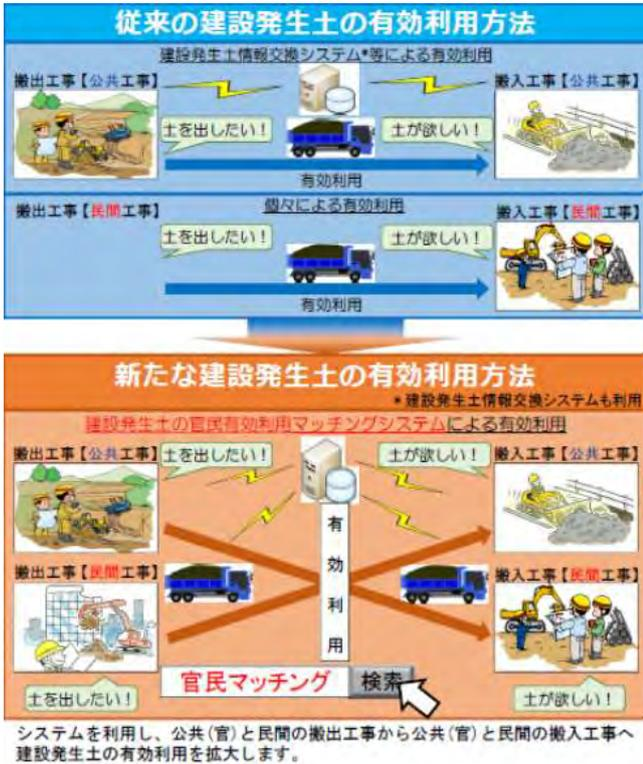 従来の建設発生土の有効利用方法
建設発生土情報交換システム*等による有効利用
搬出工事【公共工事】
搬入工事【公共工事】
土を出したい!
土が欲しい!
有効利用
搬出工事【民間工事】
個々による有効利用
搬入工事【民間工事】
土を出したい!
土が欲しい!
有効利用
新たな建設発生土の有効利用方法
*建設発生土情報交換システムも利用
建設発生土の官民有効利用マッチングシステムによる有効利用
搬出工事【公共工事】
土を出したい!
土が欲しい!
搬入工事【公共工事】
有効利用
搬出工事【民間工事】
搬入工事【民間工事】
官民マッチング 検索
土を出したい!
土が欲しい!
システムを利用し、公共(官)と民間の搬出工事から公共(官)と民間の搬入工事へ
建設発生土の有効利用を拡大します。